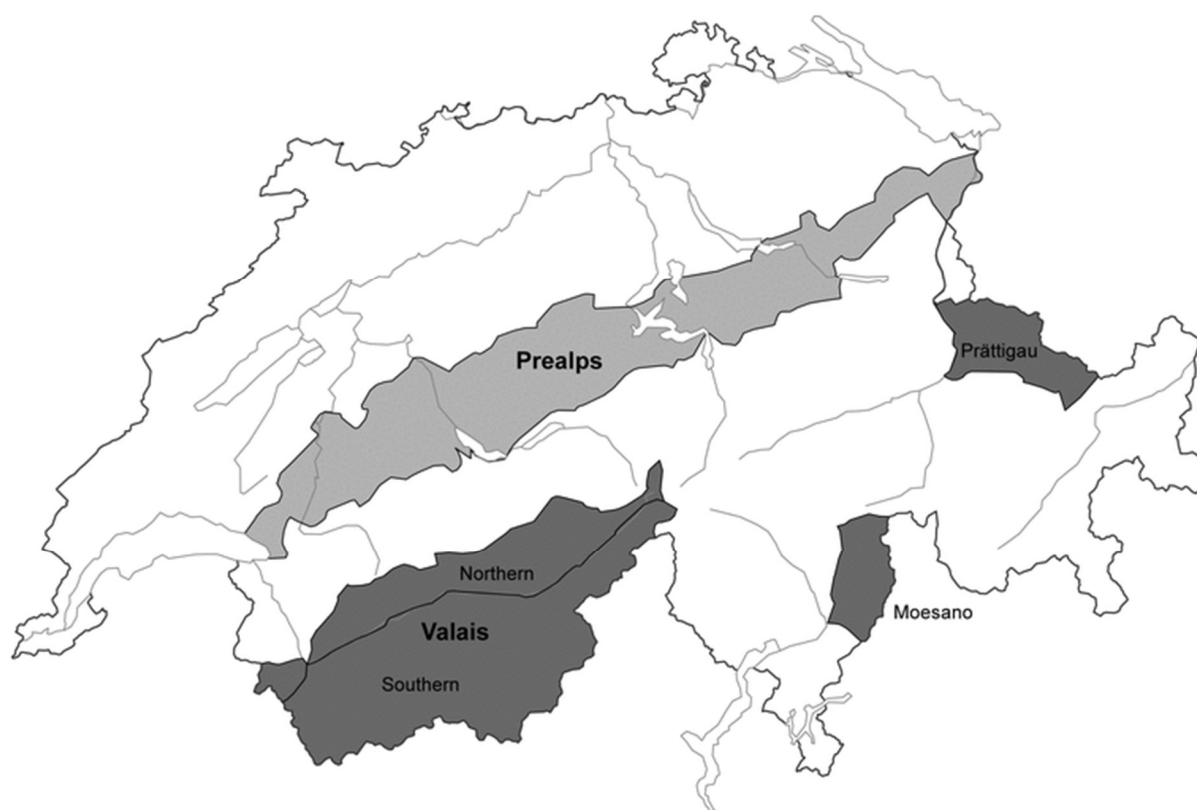 Prealps
Prättigau
Northern
Moesano
Valais
Southern